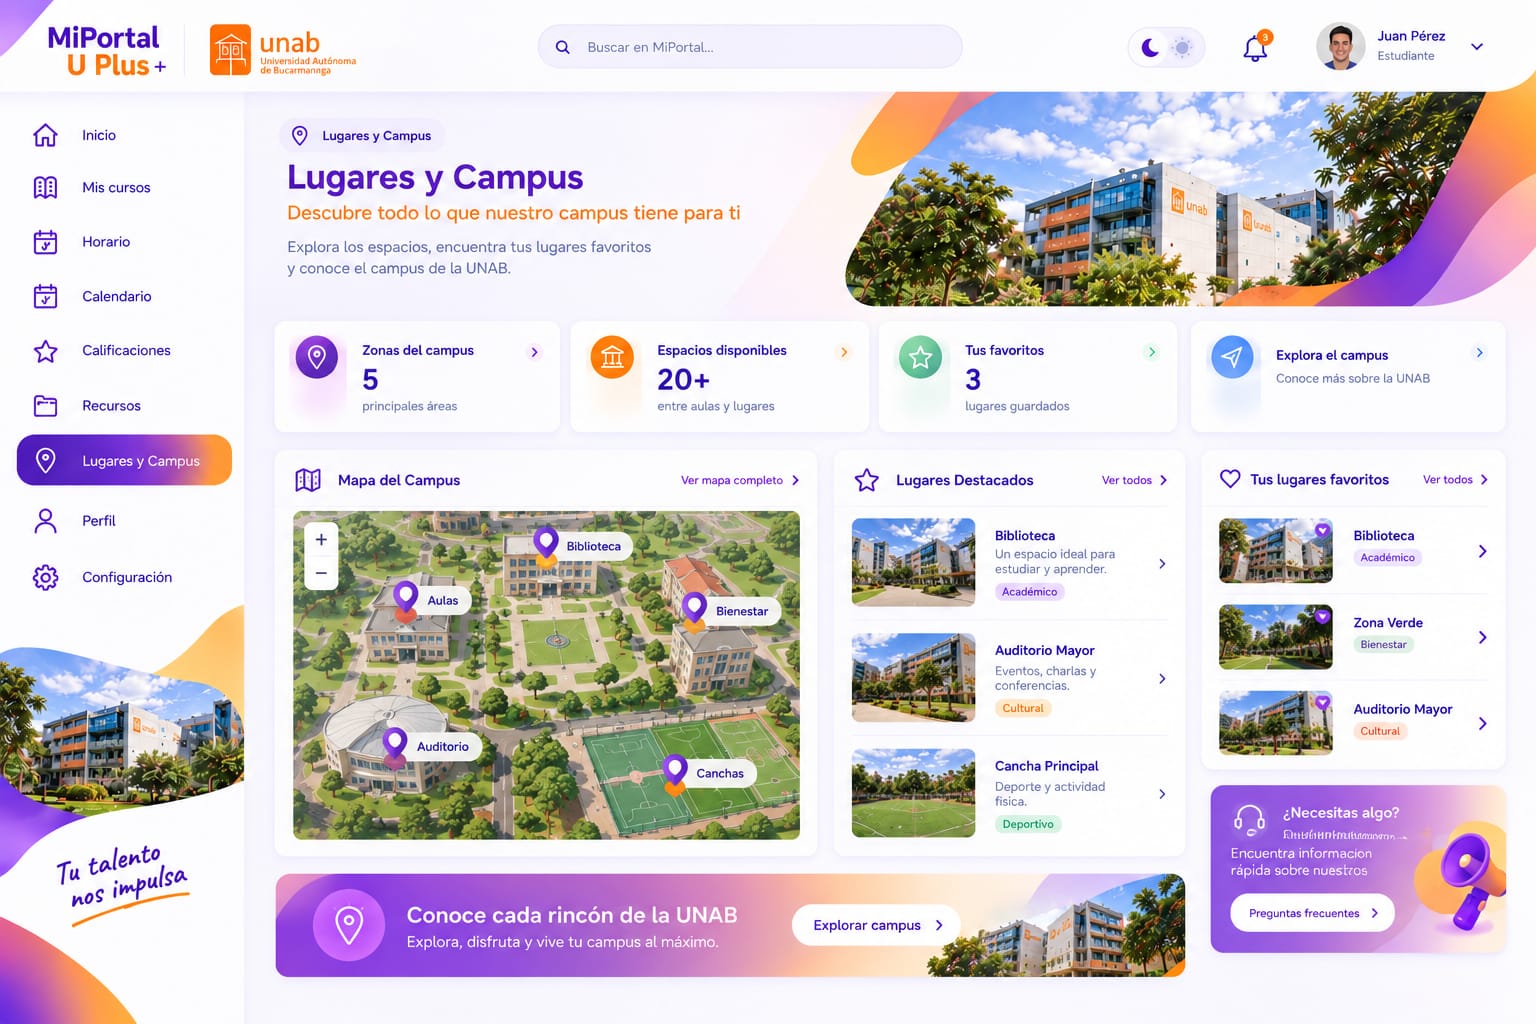 MiPortal
U Plus +
unab
Universidad Autónoma
de Bucarmannga
Buscar en MiPortal...
3
Juan Pérez
Estudiante
Inicio
Mis cursos
Horario
Calendario
Calificaciones
Recursos
Lugares y Campus
Perfil
Configuración
Tu talento
nos impulsa
Lugares y Campus
Lugares y Campus
Descubre todo lo que nuestro campus tiene para ti
Explora los espacios, encuentra tus lugares favoritos
y conoce el campus de la UNAB.
unab
Zonas del campus
5
principales áreas
Espacios disponibles
20+
entre aulas y lugares
Tus favoritos
3
lugares guardados
Explora el campus
Conoce más sobre la UNAB
Mapa del Campus
Ver mapa completo
+
−
Biblioteca
Aulas
Bienestar
Auditorio
Canchas
Lugares Destacados
Ver todos
Biblioteca
Un espacio ideal para
estudiar y aprender.
Académico
Auditorio Mayor
Eventos, charlas y
conferencias.
Cultural
Cancha Principal
Deporte y actividad
física.
Deportivo
Tus lugares favoritos
Ver todos
Biblioteca
Académico
Zona Verde
Bienestar
Auditorio Mayor
Cultural
¿Necesitas algo?
Encuentra información
rápida sobre nuestros
Preguntas frecuentes
Conoce cada rincón de la UNAB
Explora, disfruta y vive tu campus al máximo.
Explorar campus